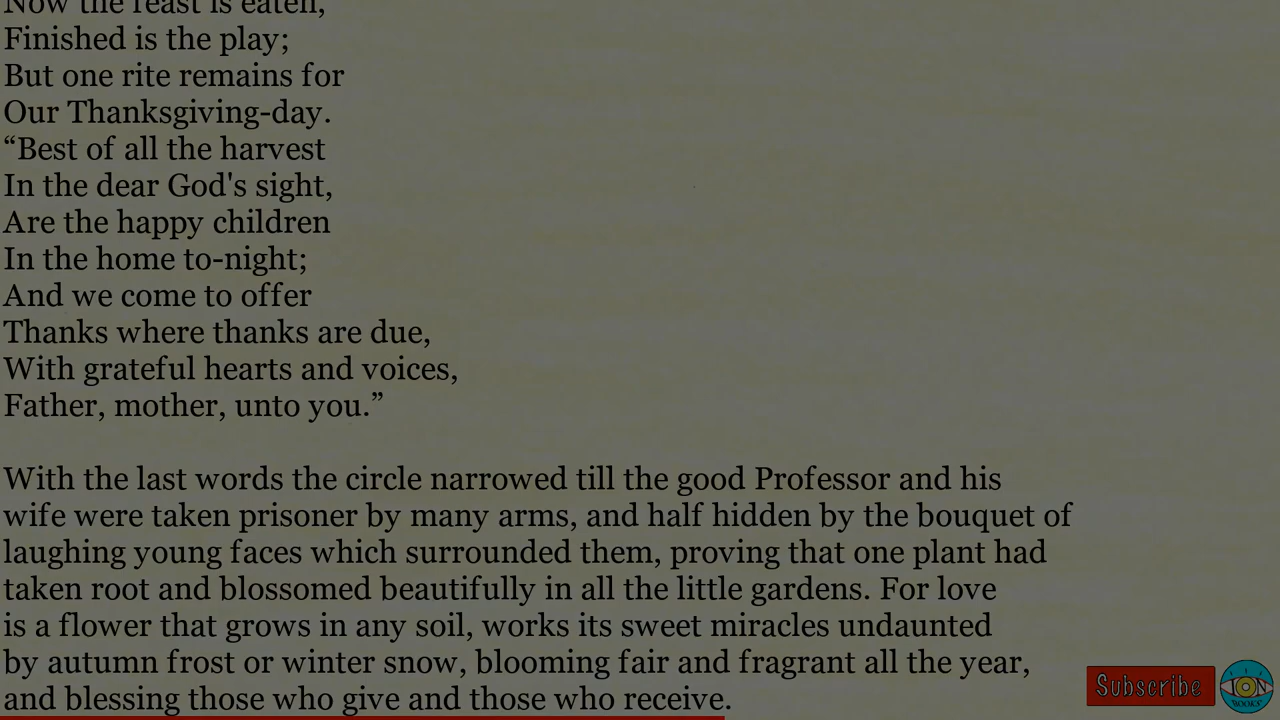 Now the feast is eaten,
Finished is the play;
But one rite remains for
Our Thanksgiving-day.
“Best of all the harvest
In the dear God's sight,
Are the happy children
In the home to-night;
And we come to offer
Thanks where thanks are due,
With grateful hearts and voices,
Father, mother, unto you.”
With the last words the circle narrowed till the good Professor and his
wife were taken prisoner by many arms, and half hidden by the bouquet of
laughing young faces which surrounded them, proving that one plant had
taken root and blossomed beautifully in all the little gardens. For love
is a flower that grows in any soil, works its sweet miracles undaunted
by autumn frost or winter snow, blooming fair and fragrant all the year,
and blessing those who give and those who receive.
Subscribe
ION
BOOKS